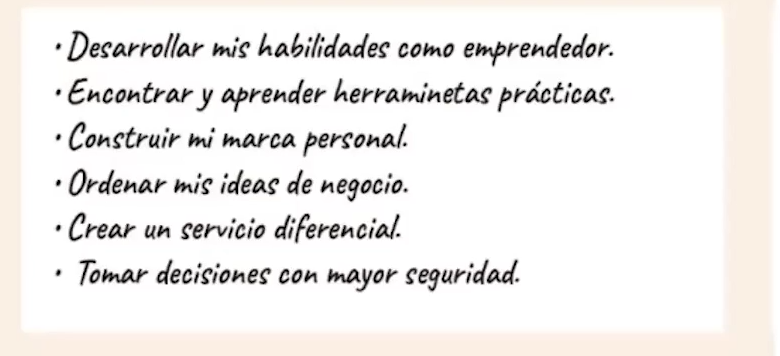 · Desarrollar mis habilidades como emprendedor.
· Encontrar y aprender herraminetas prácticas.
· Construir mi marca personal.
· Ordenar mis ideas de negocio.
· Crear un servicio diferencial.
· Tomar decisiones con mayor seguridad.